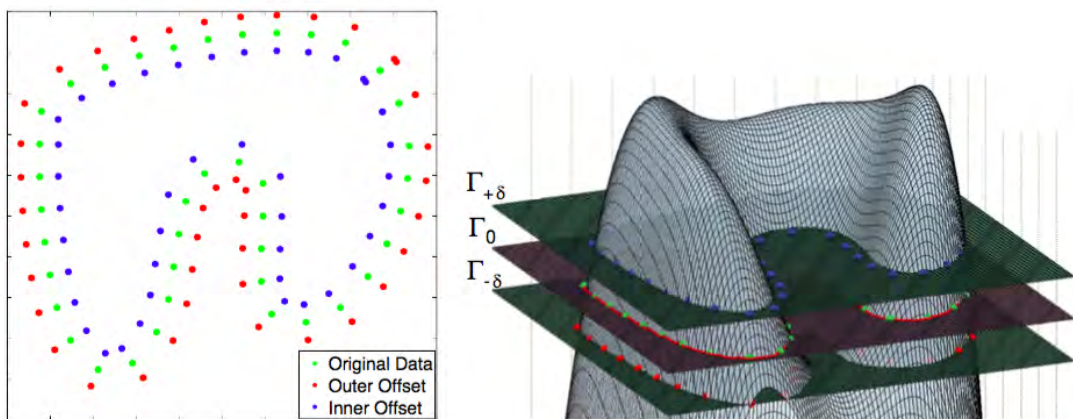 Original Data
Outer Offset
Inner Offset
Γ+δ
Γ0
Γ-δ